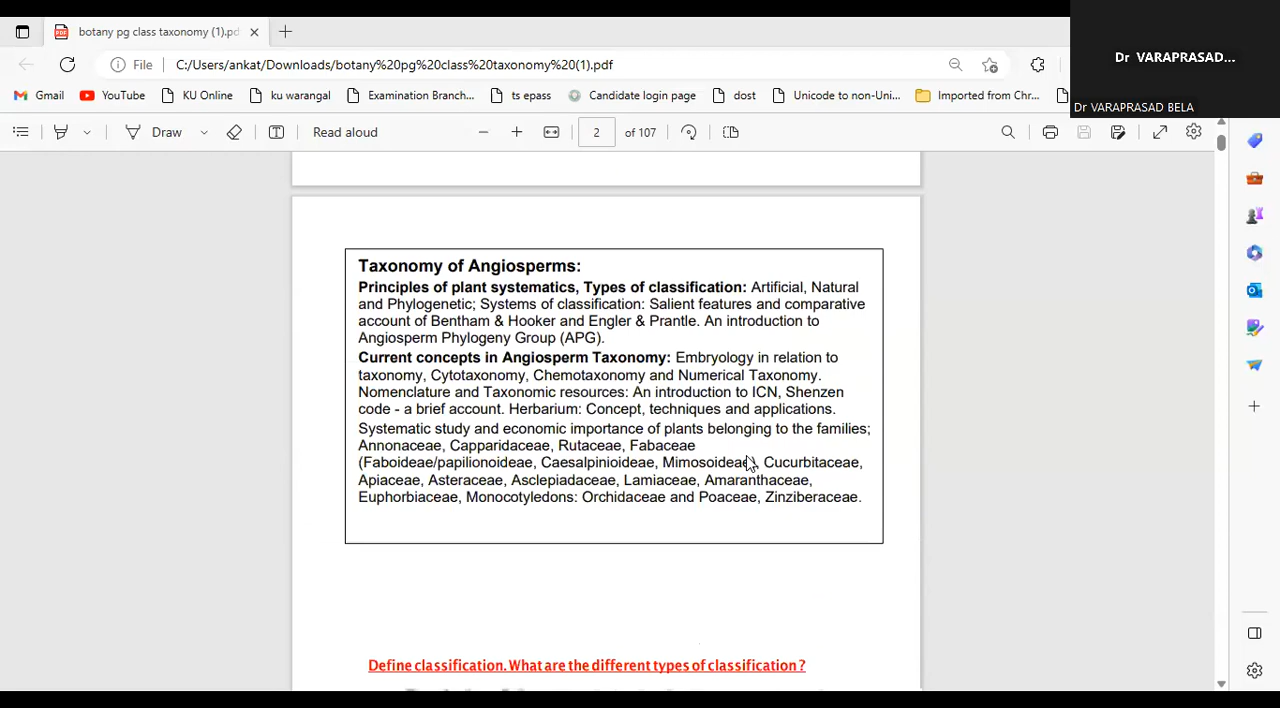 botany pg class taxonomy (1).pd
Dr VARAPRASAD...
File C:/Users/ankat/Downloads/botany%20pg%20class%20taxonomy%20(1).pdf
Dr VARAPRASAD BELA
Gmail YouTube KU Online ku warangal Examination Branch... ts epass Candidate login page dost Unicode to non-Uni... Imported from Chr...
Draw Read aloud 2 of 107
Taxonomy of Angiosperms:
Principles of plant systematics, Types of classification: Artificial, Natural
and Phylogenetic; Systems of classification: Salient features and comparative
account of Bentham & Hooker and Engler & Prantle. An introduction to
Angiosperm Phylogeny Group (APG).
Current concepts in Angiosperm Taxonomy: Embryology in relation to
taxonomy, Cytotaxonomy, Chemotaxonomy and Numerical Taxonomy.
Nomenclature and Taxonomic resources: An introduction to ICN, Shenzen
code - a brief account. Herbarium: Concept, techniques and applications.
Systematic study and economic importance of plants belonging to the families;
Annonaceae, Capparidaceae, Rutaceae, Fabaceae
(Faboideae/papilionoideae, Caesalpinioideae, Mimosoideae), Cucurbitaceae,
Apiaceae, Asteraceae, Asclepiadaceae, Lamiaceae, Amaranthaceae,
Euphorbiaceae, Monocotyledons: Orchidaceae and Poaceae, Zinziberaceae.
Define classification. What are the different types of classification ?